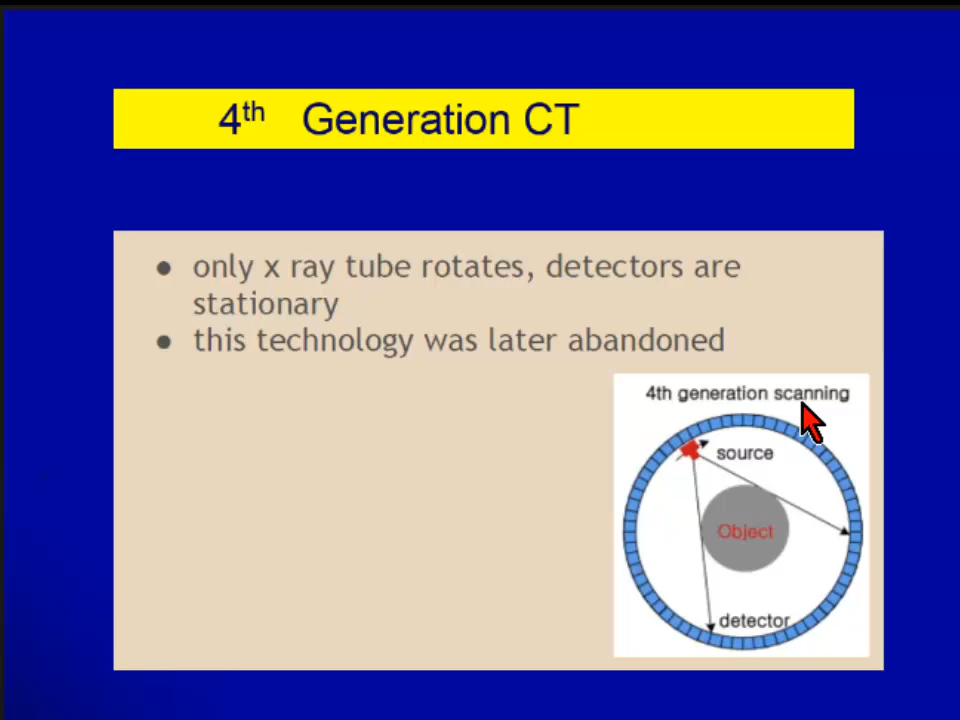 4th Generation CT
● only x ray tube rotates, detectors are
stationary
● this technology was later abandoned
4th generation scanning
source
Object
detector